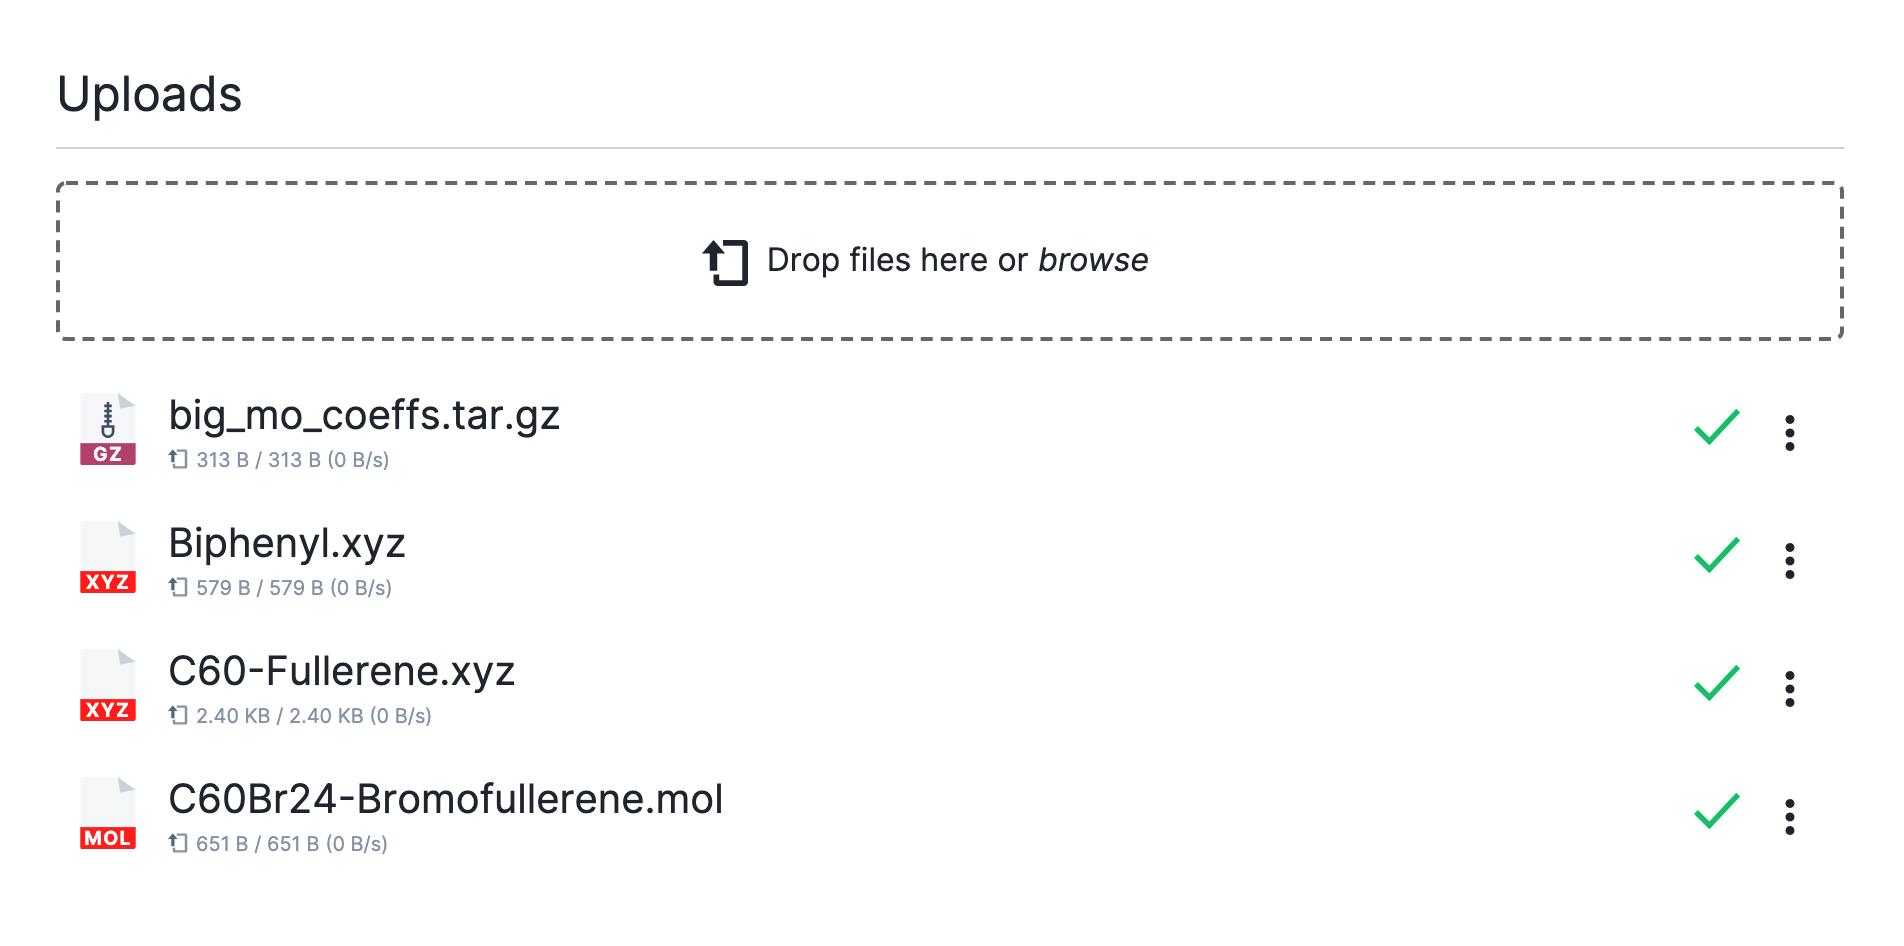 Uploads
Drop files here or browse
big_mo_coeffs.tar.gz
GZ
313 B / 313 B (0 B/s)
Biphenyl.xyz
XYZ
579 B / 579 B (0 B/s)
C60-Fullerene.xyz
XYZ
2.40 KB / 2.40 KB (0 B/s)
C60Br24-Bromofullerene.mol
MOL
651 B / 651 B (0 B/s)